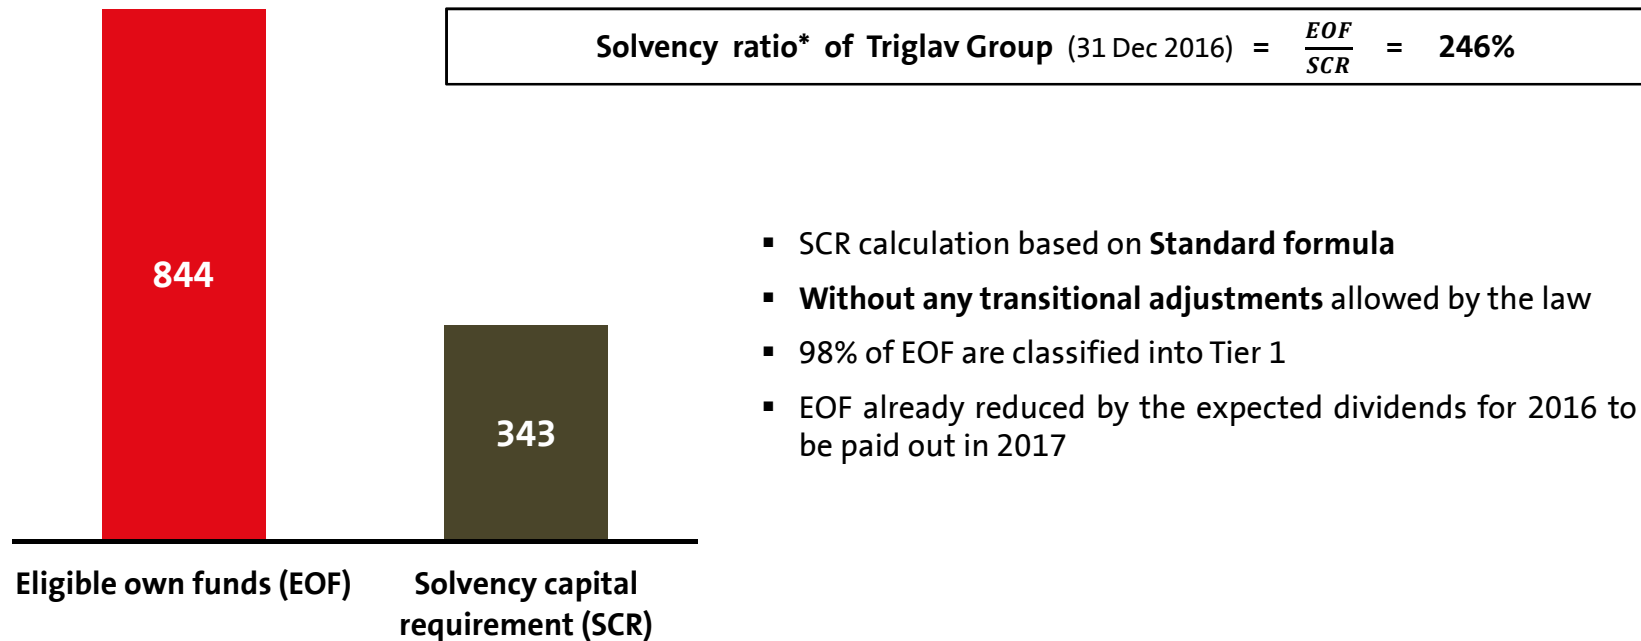 Solvency ratio* of Triglav Group (31 Dec 2016) = EOF/SCR = 246%
844
343
Eligible own funds (EOF)
Solvency capital
requirement (SCR)
▪ SCR calculation based on Standard formula
▪ Without any transitional adjustments allowed by the law
▪ 98% of EOF are classified into Tier 1
▪ EOF already reduced by the expected dividends for 2016 to
be paid out in 2017